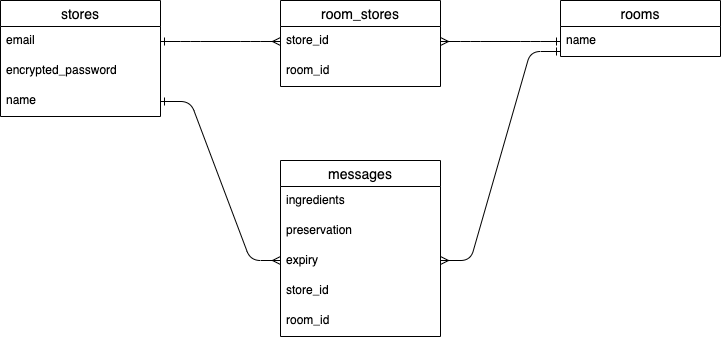 stores
email
encrypted_password
name
room_stores
store_id
room_id
rooms
name
messages
ingredients
preservation
expiry
store_id
room_id